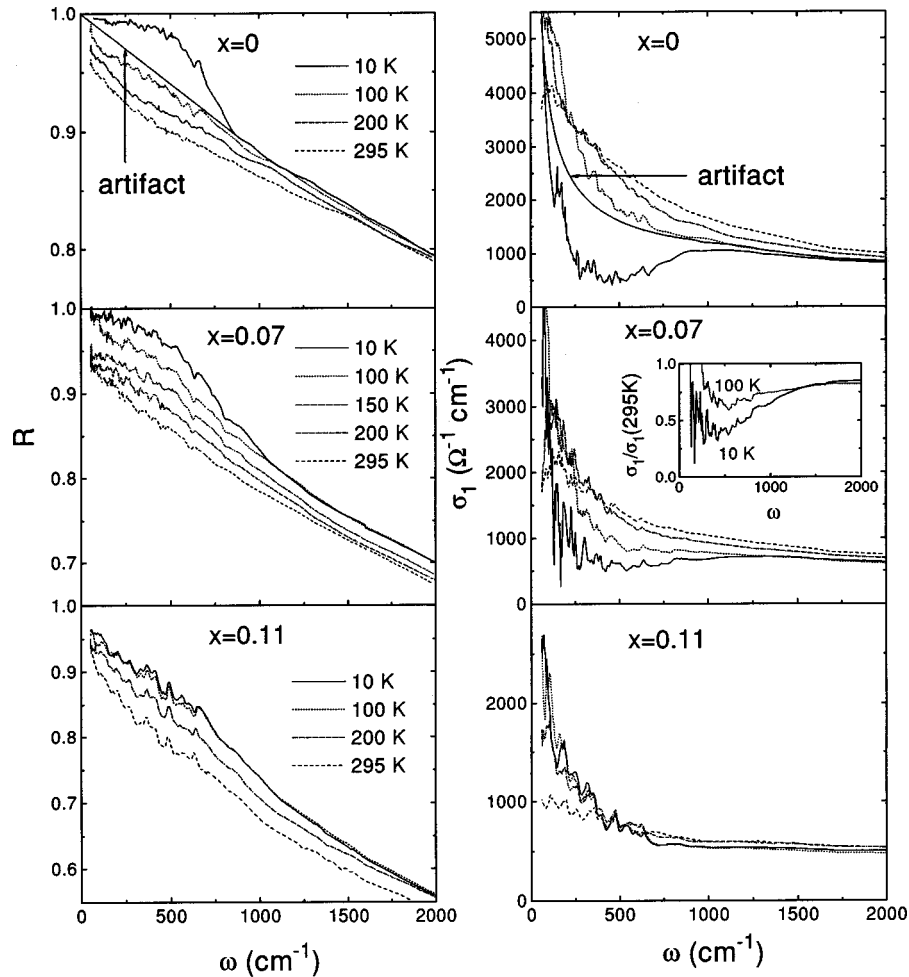 1.0
0.9
0.8
x=0
10 K
100 K
200 K
295 K
artifact
1.0
0.9
0.8
0.7
x=0.07
10 K
100 K
150 K
200 K
295 K
R
1.0
0.9
0.8
0.7
0.6
x=0.11
10 K
100 K
200 K
295 K
0 500 1000 1500 2000
ω (cm⁻¹)
5000
4000
3000
2000
1000
0
x=0
artifact
4000
3000
2000
1000
0
x=0.07
σ₁ (Ω⁻¹ cm⁻¹)
1.0
0.5
0.0
100 K
10 K
σ₁/σ₁(295K)
0 1000 2000
ω
2000
1000
0
x=0.11
0 500 1000 1500 2000
ω (cm⁻¹)